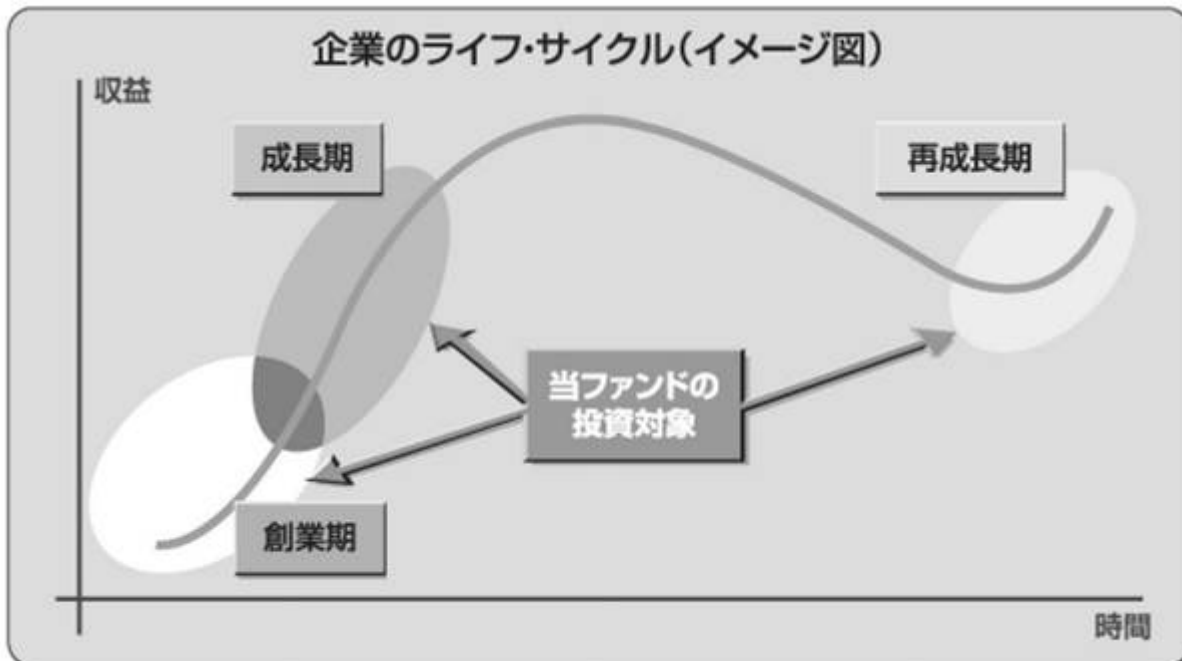 企業のライフ・サイクル（イメージ図）
収益
成長期
再成長期
当ファンドの
投資対象
創業期
時間